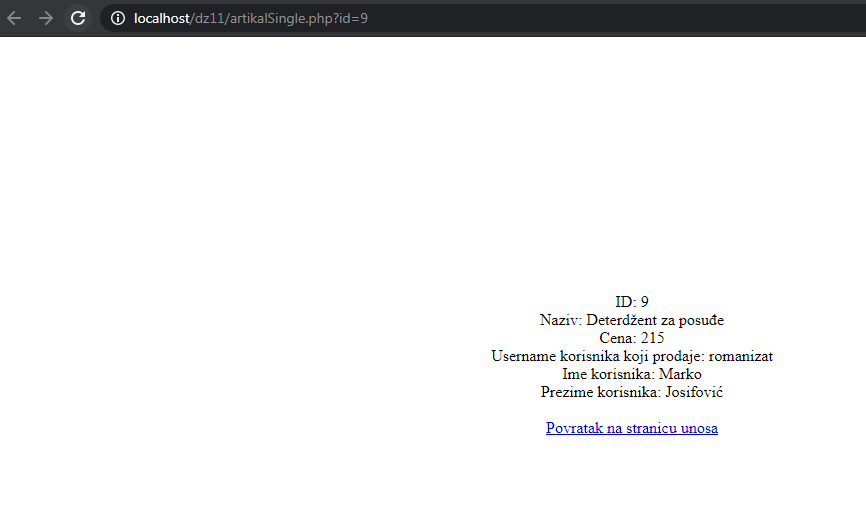 localhost/dz11/artikalSingle.php?id=9
ID: 9
Naziv: Deterdžent za posuđe
Cena: 215
Username korisnika koji prodaje: romanizat
Ime korisnika: Marko
Prezime korisnika: Josifović
Povratak na stranicu unosa